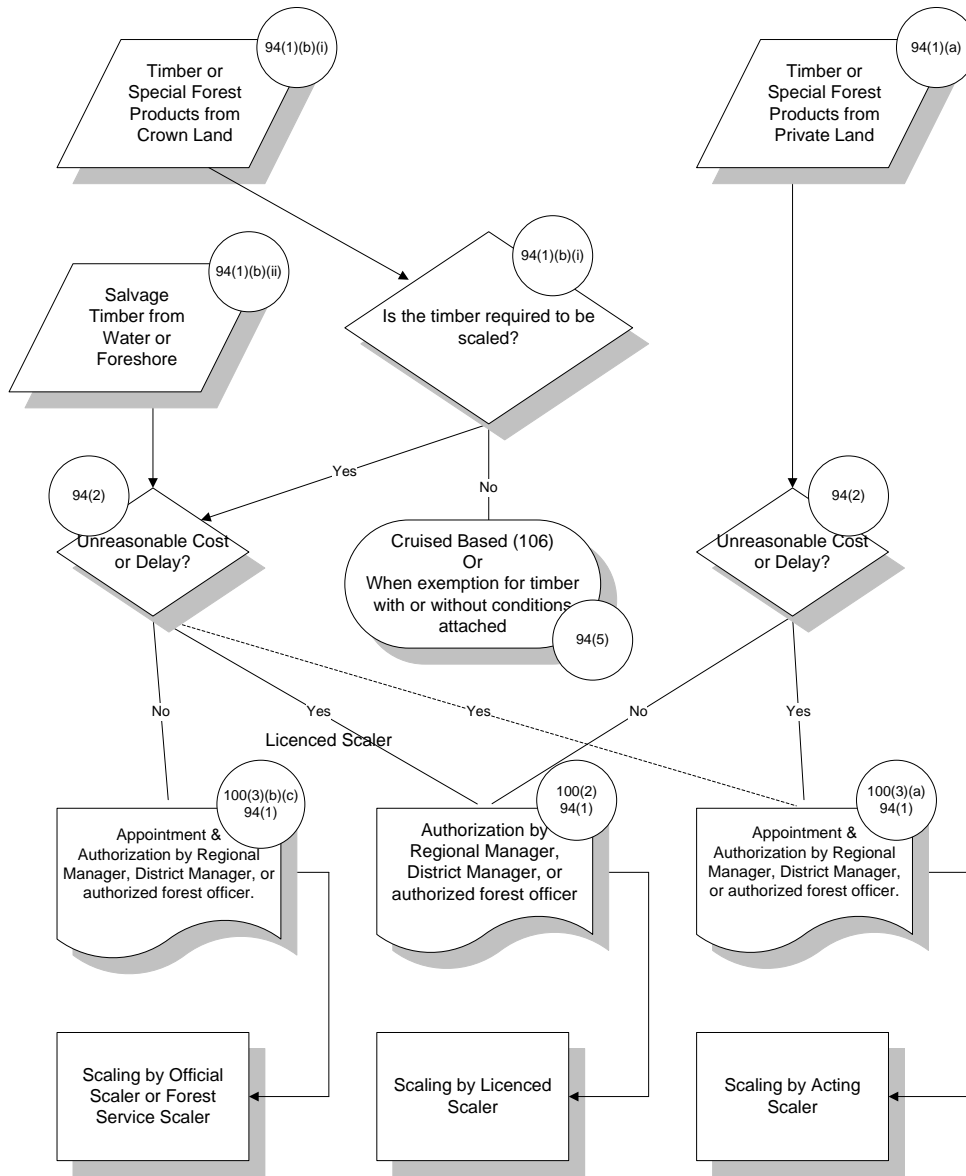 94(1)(b)(i)
Timber or
Special Forest
Products from
Crown Land
94(1)(a)
Timber or
Special Forest
Products from
Private Land
94(1)(b)(ii)
Salvage
Timber from
Water or
Foreshore
94(1)(b)(i)
Is the timber required to be
scaled?
Yes
No
94(2)
Unreasonable Cost
or Delay?
Cruised Based (106)
Or
When exemption for timber
with or without conditions
attached
94(5)
94(2)
Unreasonable Cost
or Delay?
No
Yes
Yes
No
Yes
Licenced Scaler
100(3)(b)(c)
94(1)
Appointment &
Authorization by Regional
Manager, District Manager, or
authorized forest officer.
100(2)
94(1)
Authorization by
Regional Manager,
District Manager, or
authorized forest officer
100(3)(a)
94(1)
Appointment &
Authorization by Regional
Manager, District Manager,
or authorized forest officer.
Scaling by Official
Scaler or Forest
Service Scaler
Scaling by Licenced
Scaler
Scaling by Acting
Scaler